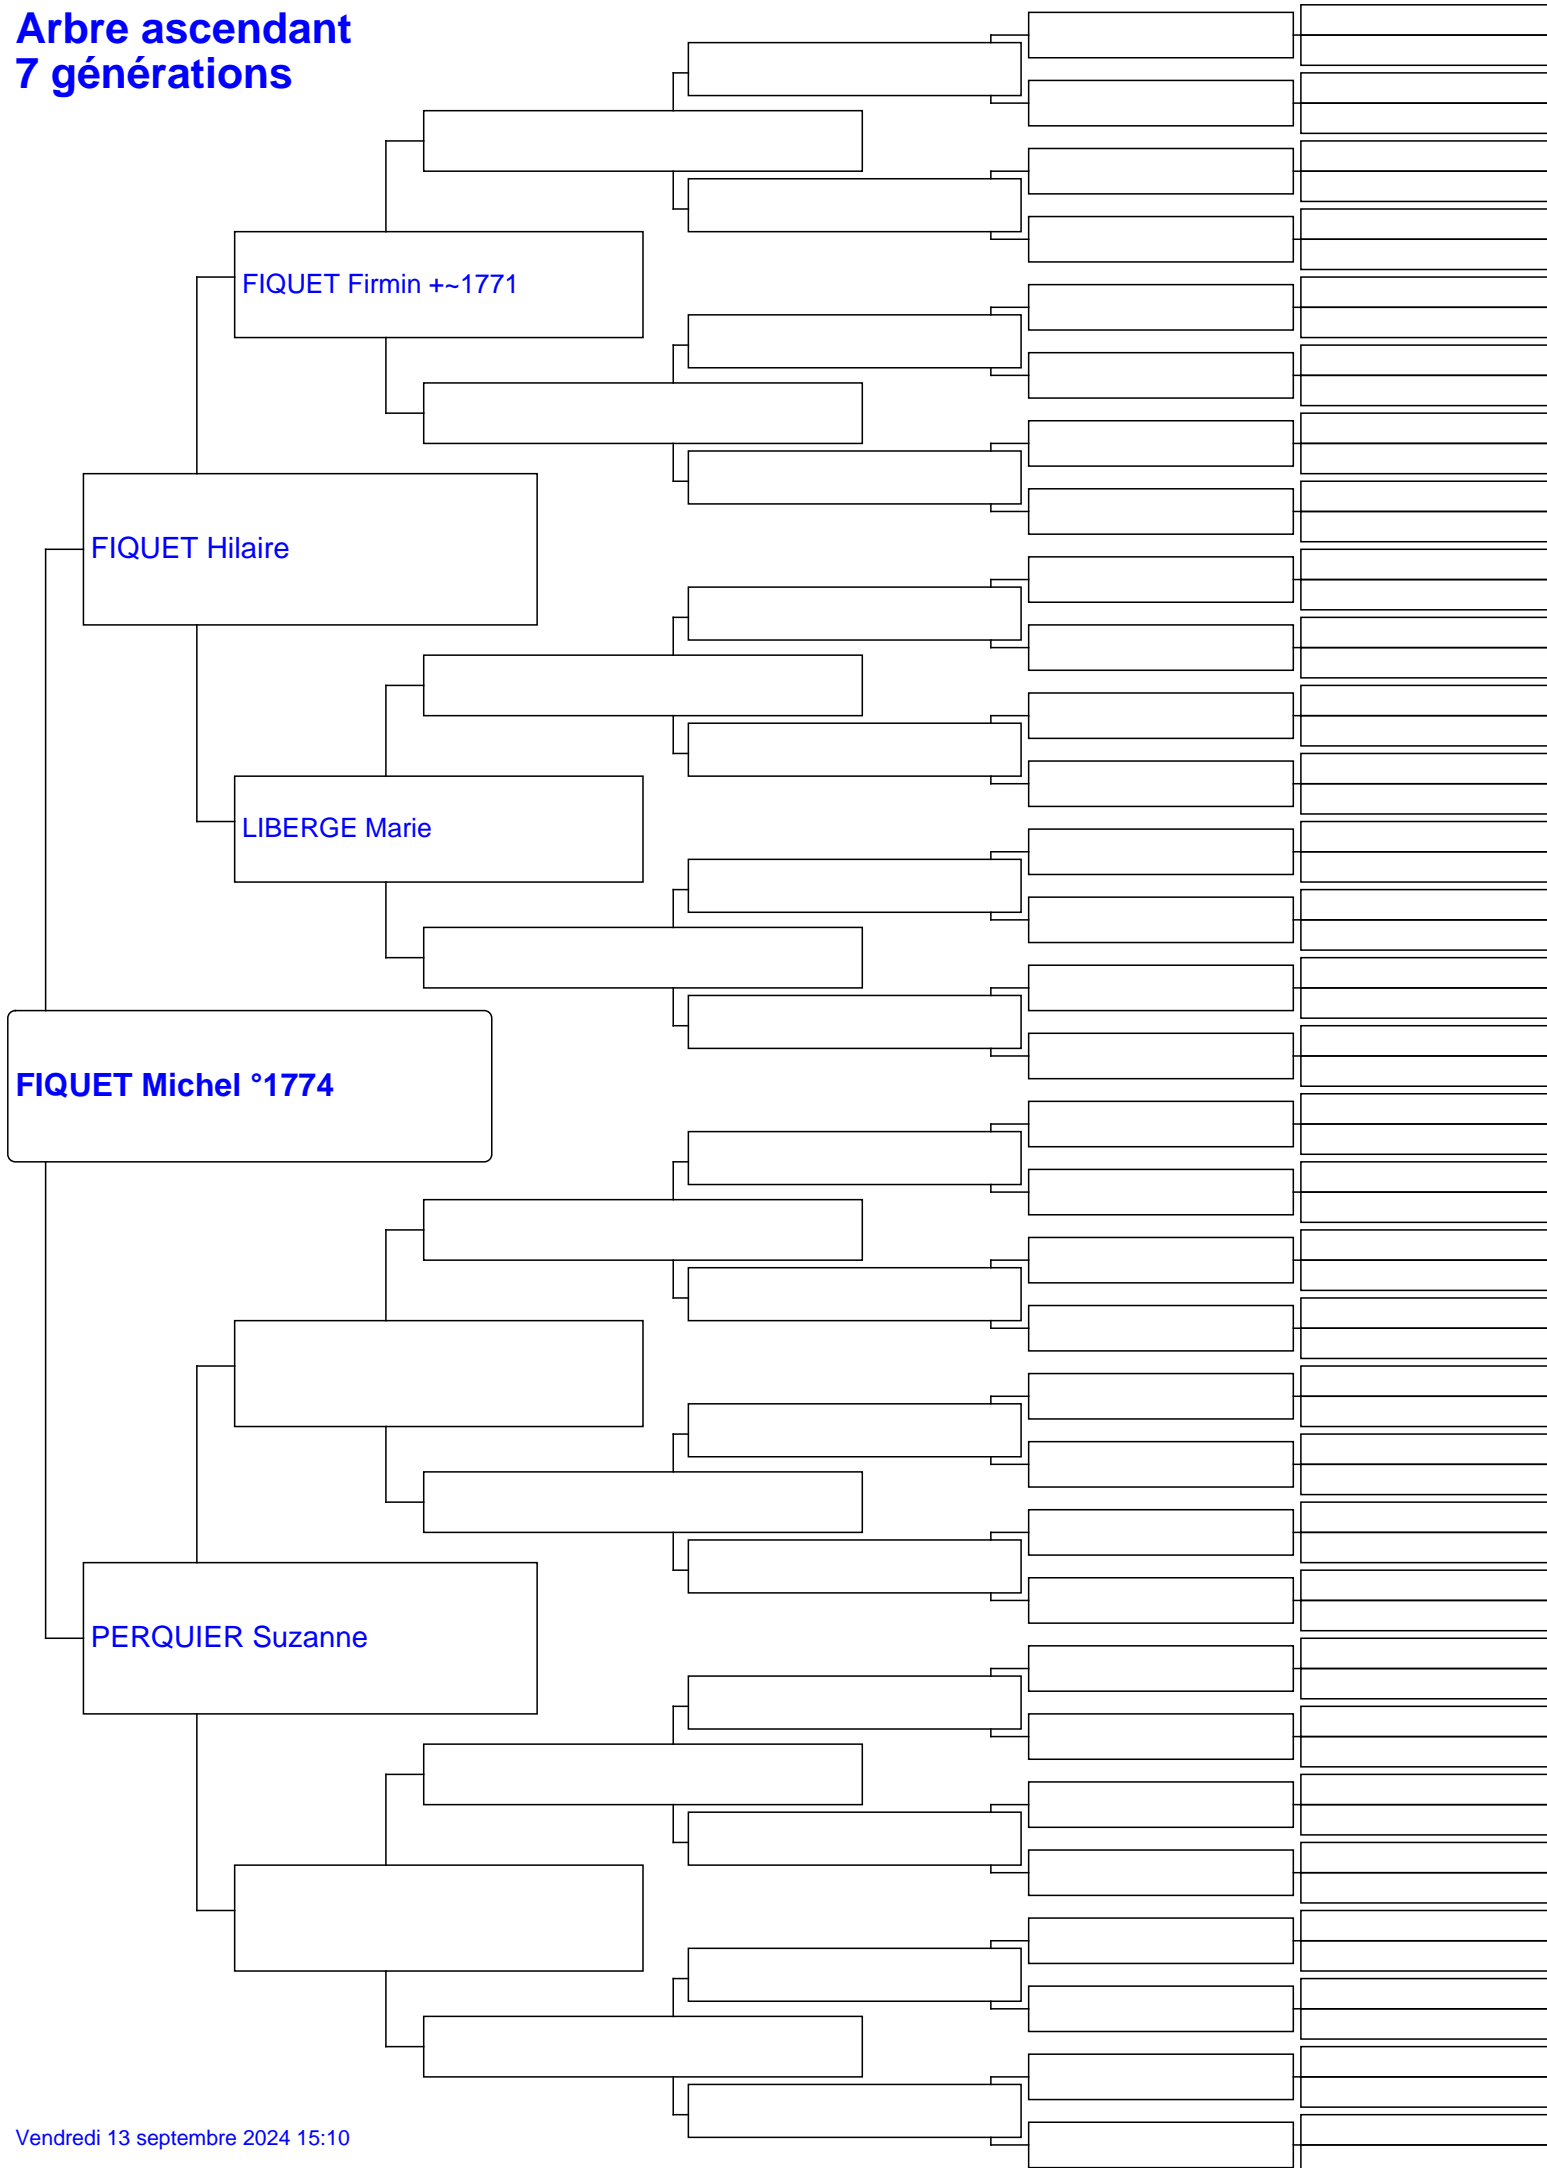 Arbre ascendant
7 générations
FIQUET Firmin +~1771
FIQUET Hilaire
LIBERGE Marie
FIQUET Michel °1774
PERQUIER Suzanne
Vendredi 13 septembre 2024 15:10